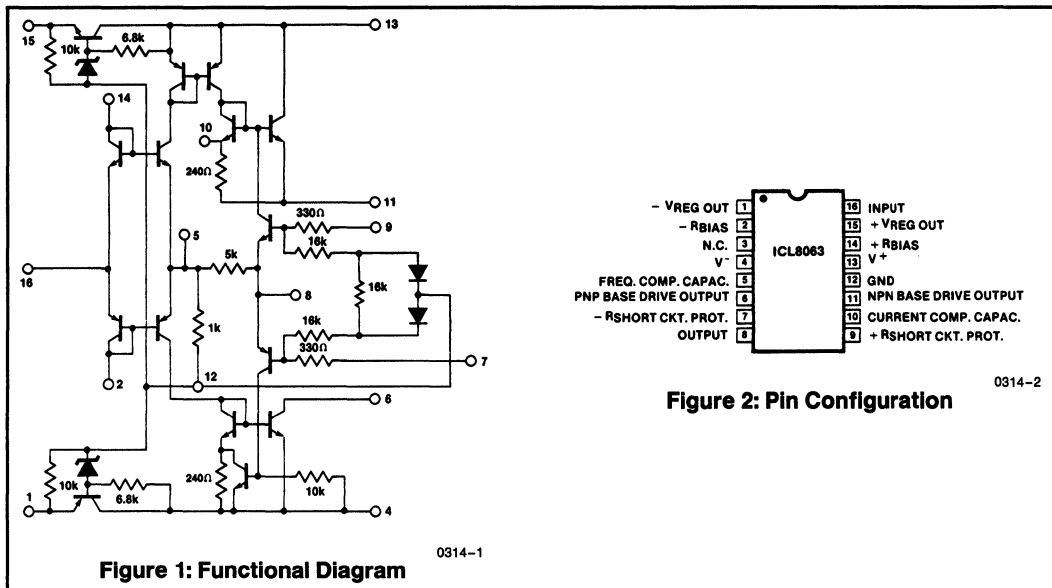 15
10k
6.8k
13
14
10
240Ω
11
330Ω
9
16k
5
5k
16k
16
8
1k
16k
330Ω
7
2
12
6
240Ω
10k
10k
6.8k
1
4
0314-1
Figure 1: Functional Diagram
- VREG OUT 1
- RBIAS 2
N.C. 3
V- 4
FREQ. COMP. CAPAC. 5
PNP BASE DRIVE OUTPUT 6
- RSHORT CKT. PROT. 7
OUTPUT 8
ICL8063
16 INPUT
15 + VREG OUT
14 + RBIAS
13 V+
12 GND
11 NPN BASE DRIVE OUTPUT
10 CURRENT COMP. CAPAC.
9 + RSHORT CKT. PROT.
0314-2
Figure 2: Pin Configuration